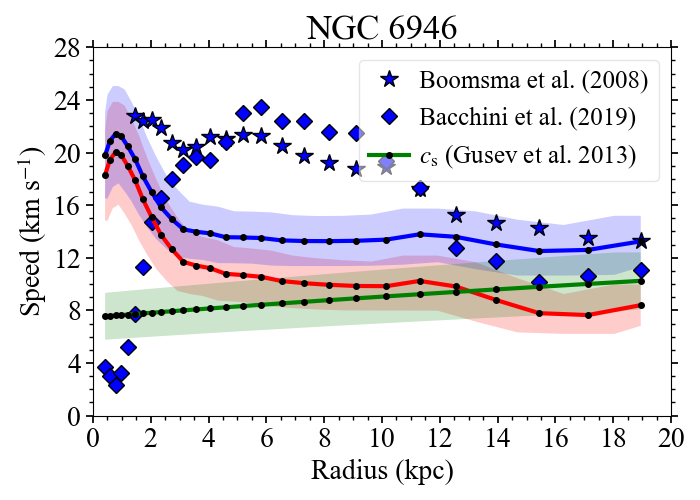 NGC 6946
Speed (km s⁻¹)
28
24
20
16
12
8
4
0
Boomsma et al. (2008)
Bacchini et al. (2019)
cₛ (Gusev et al. 2013)
0 2 4 6 8 10 12 14 16 18 20
Radius (kpc)